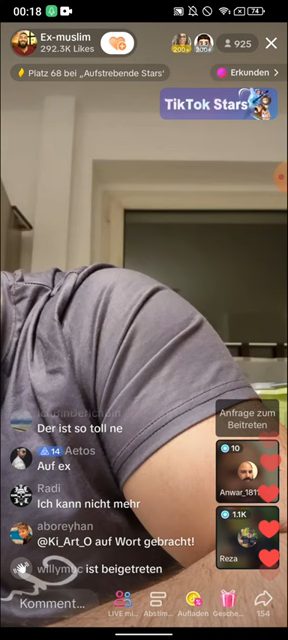 00:18
74
Ex-muslim
292.3K Likes
200+
300+
925
Platz 68 bei „Aufstrebende Stars'
Erkunden >
TikTok Stars
Der ist so toll ne
14 Aetos
Auf ex
Radi
Ich kann nicht mehr
aboreyhan
@Ki_Art_O auf Wort gebracht!
ist beigetreten
Anfrage zum
Beitreten
10
Anwar_181
1.1K
Reza
Komment...
LIVE mi...
Abstim...
Aufladen
Gesche...
154